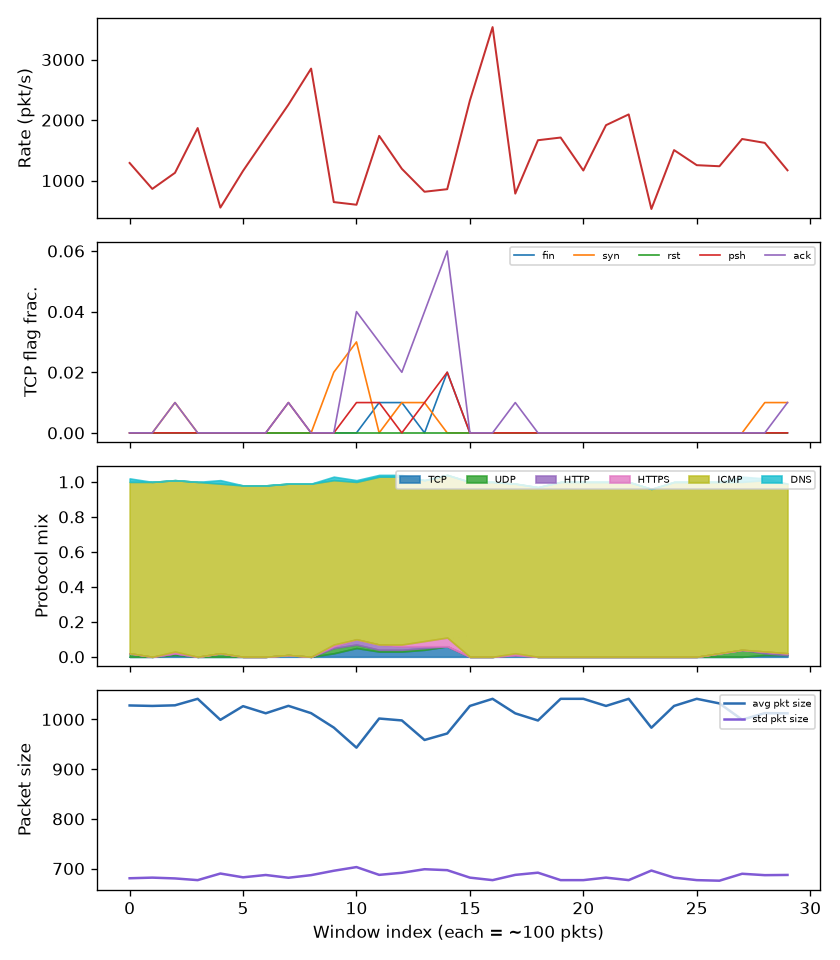 Rate (pkt/s)
3000
2000
1000
TCP flag frac.
0.06
0.04
0.02
0.00
fin syn rst psh ack
Protocol mix
1.0
0.8
0.6
0.4
0.2
0.0
TCP UDP HTTP HTTPS ICMP DNS
Packet size
1000
900
800
700
avg pkt size
std pkt size
0 5 10 15 20 25 30
Window index (each = ~100 pkts)